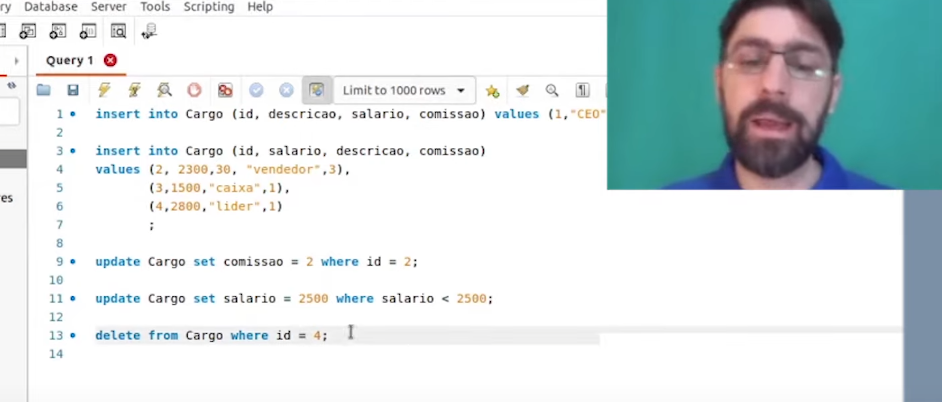 ry Database Server Tools Scripting Help
Query 1
Limit to 1000 rows
1 insert into Cargo (id, descricao, salario, comissao) values (1,"CEO"
2
3 insert into Cargo (id, salario, descricao, comissao)
4 values (2, 2300,30, "vendedor",3),
5 (3,1500,"caixa",1),
6 (4,2800,"lider",1)
7 ;
8
9 update Cargo set comissao = 2 where id = 2;
10
11 update Cargo set salario = 2500 where salario < 2500;
12
13 delete from Cargo where id = 4;
14
res